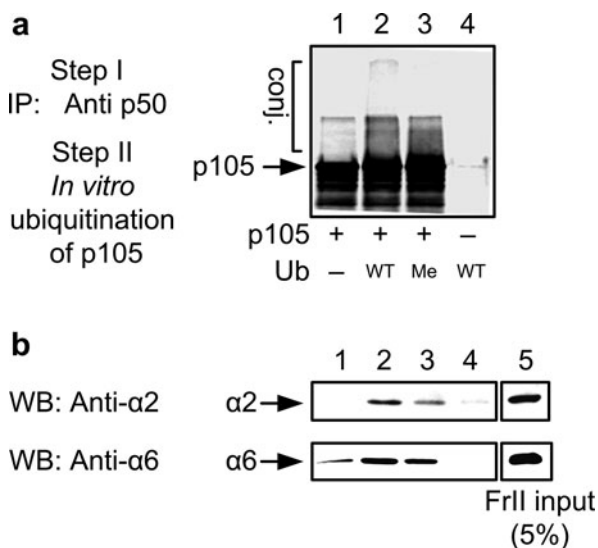 a
1 2 3 4
Step I
IP: Anti p50
conj.
Step II
In vitro
ubiquitination
of p105
p105
p105 + + + –
Ub – WT Me WT
b
1 2 3 4 5
WB: Anti-α2 α2
WB: Anti-α6 α6
FrII input
(5%)